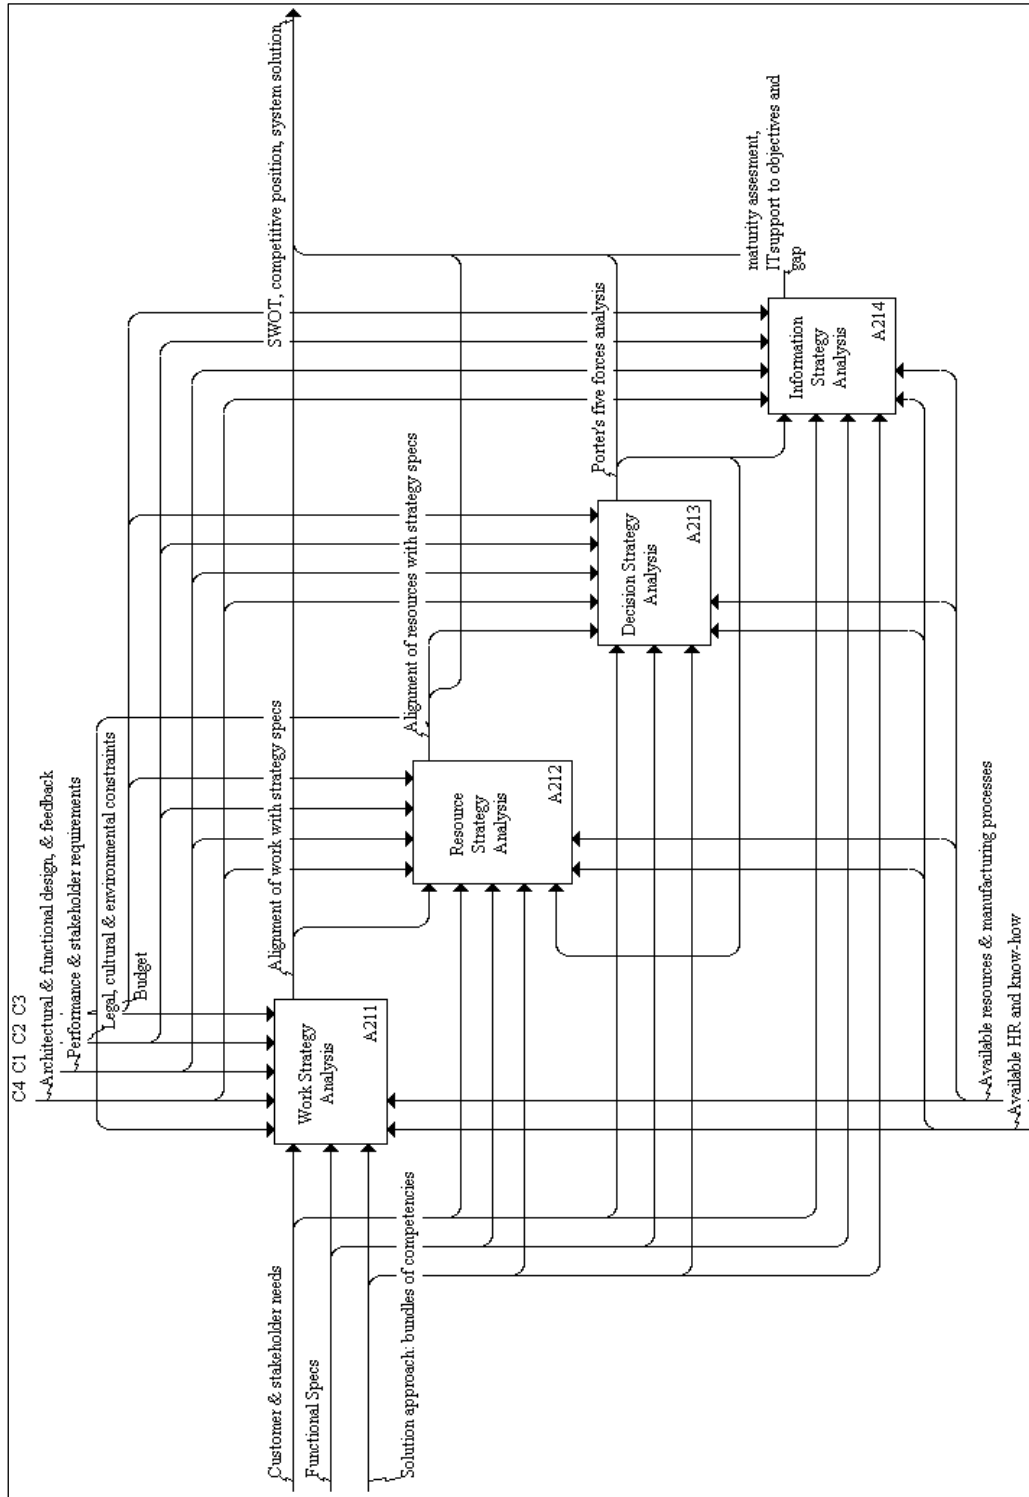 C4 C1 C2 C3
Architectural & functional design, & feedback
Performance & stakeholder requirements
Legal, cultural & environmental constraints
Budget
Customer & stakeholder needs
Functional Specs
Solution approach: bundles of competencies
Work Strategy
Analysis
A211
Alignment of work with strategy specs
Resource
Strategy
Analysis
A212
Alignment of resources with strategy specs
Decision Strategy
Analysis
A213
Porter's five forces analysis
Information
Strategy
Analysis
A214
maturity assesment,
IT support to objectives and
gap
SWOT, competitive position, system solution
Available resources & manufacturing processes
Available HR and know-how